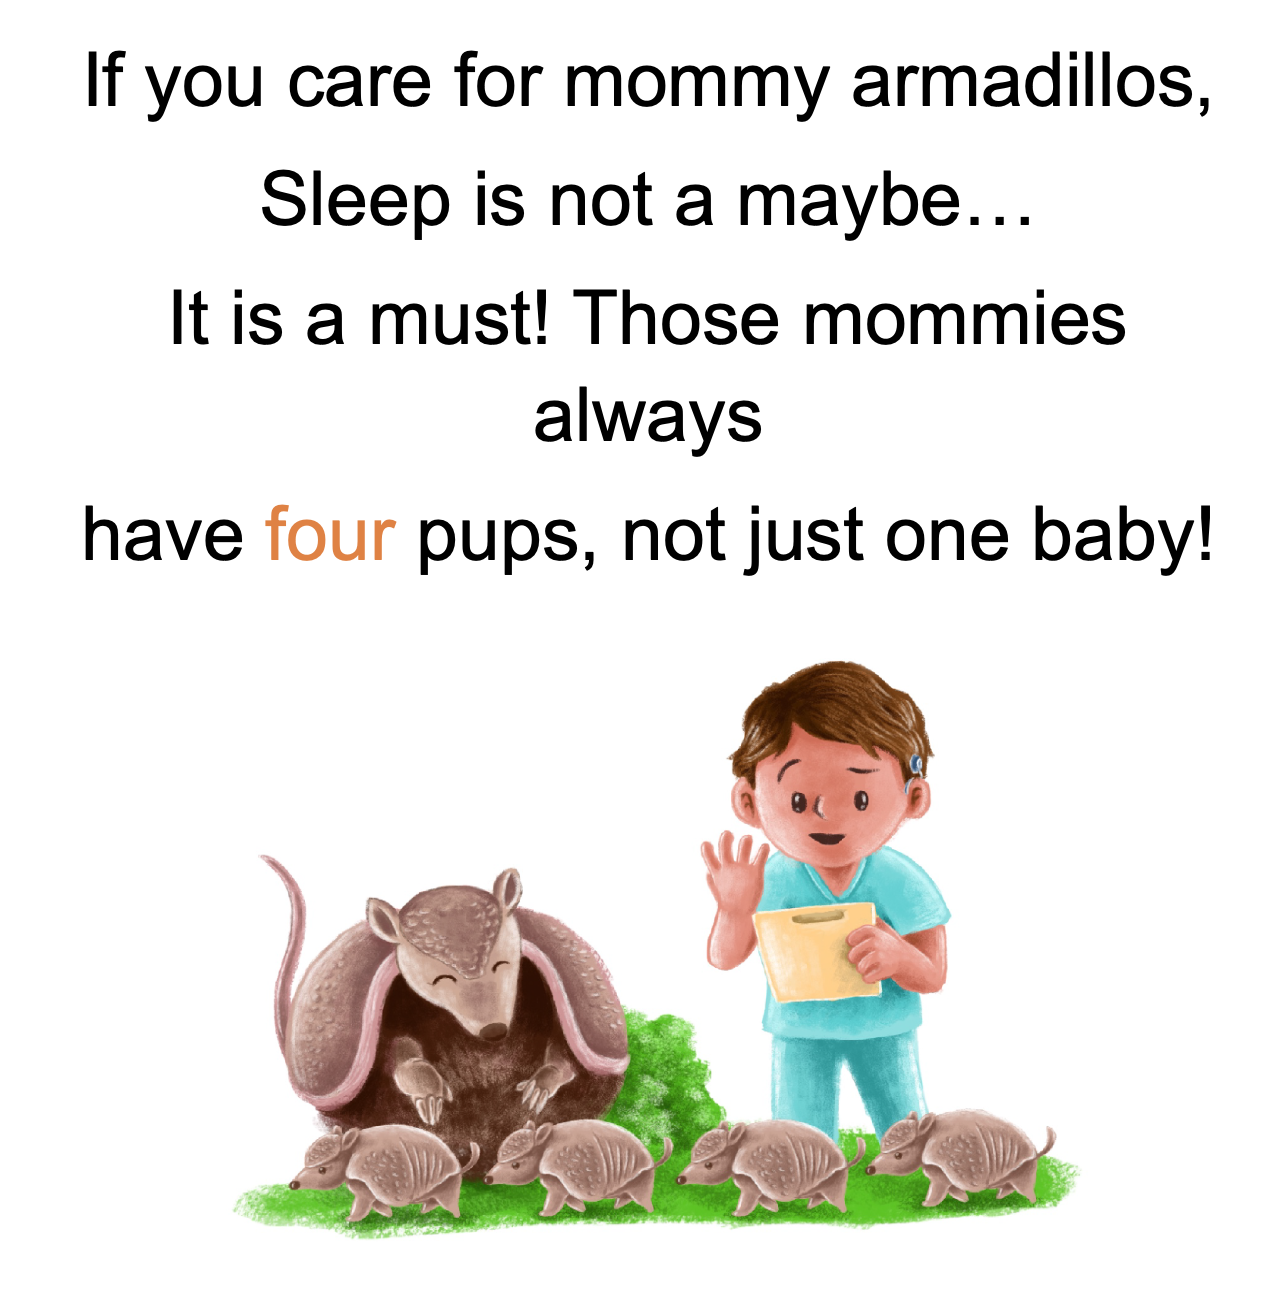 If you care for mommy armadillos,
Sleep is not a maybe…
It is a must! Those mommies
always
have four pups, not just one baby!